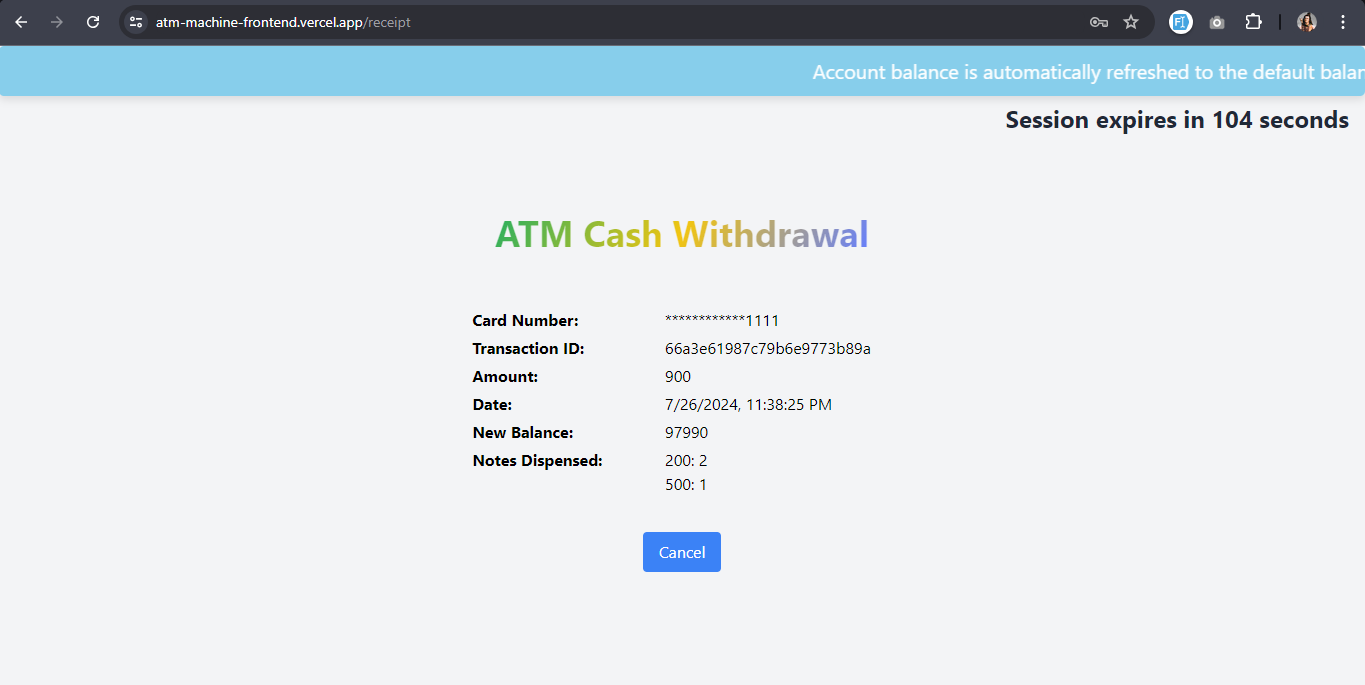 atm-machine-frontend.vercel.app/receipt
Account balance is automatically refreshed to the default
Session expires in 104 seconds
ATM Cash Withdrawal
Card Number: ************1111
Transaction ID: 66a3e61987c79b6e9773b89a
Amount: 900
Date: 7/26/2024, 11:38:25 PM
New Balance: 97990
Notes Dispensed: 200: 2
500: 1
Cancel